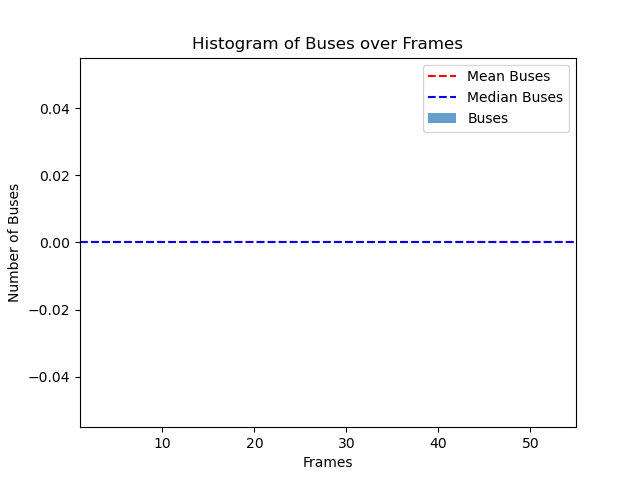 Histogram of Buses over Frames
Mean Buses
Median Buses
Buses
Number of Buses
0.04
0.02
0.00
−0.02
−0.04
10 20 30 40 50
Frames